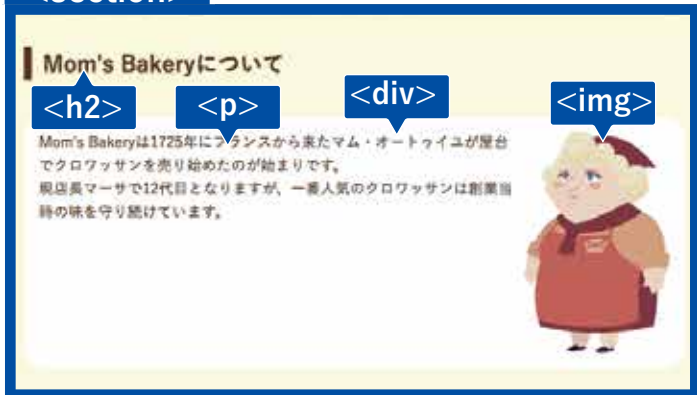 <section>
Mom's Bakeryについて
<h2>
<p>
<div>
<img>
Mom's Bakeryは1725年にフランスから来たマム・オートゥイユが屋台
でクロワッサンを売り始めたのが始まりです。
現店長マーサで12代目となりますが、一番人気のクロワッサンは創業当
時の味を守り続けています。